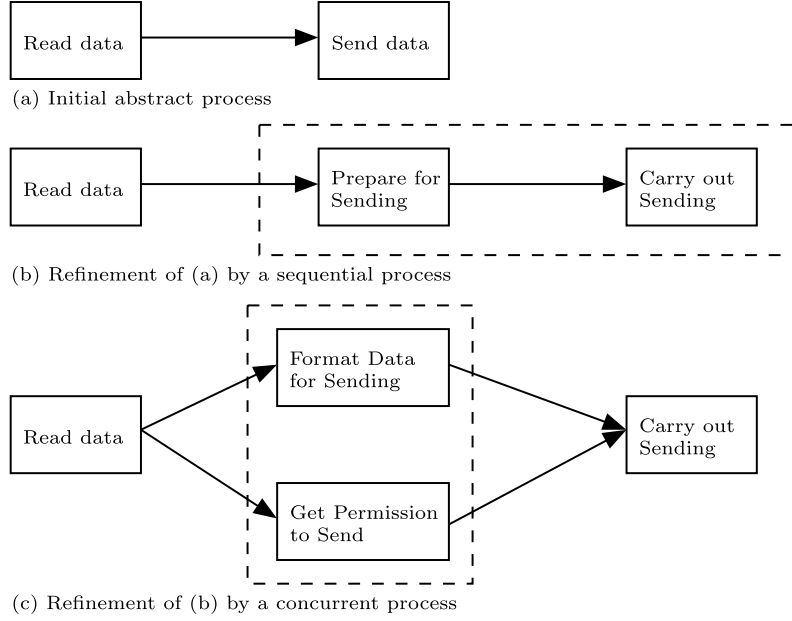 Read data
Send data
(a) Initial abstract process
Read data
Prepare for
Sending
Carry out
Sending
(b) Refinement of (a) by a sequential process
Format Data
for Sending
Read data
Carry out
Sending
Get Permission
to Send
(c) Refinement of (b) by a concurrent process